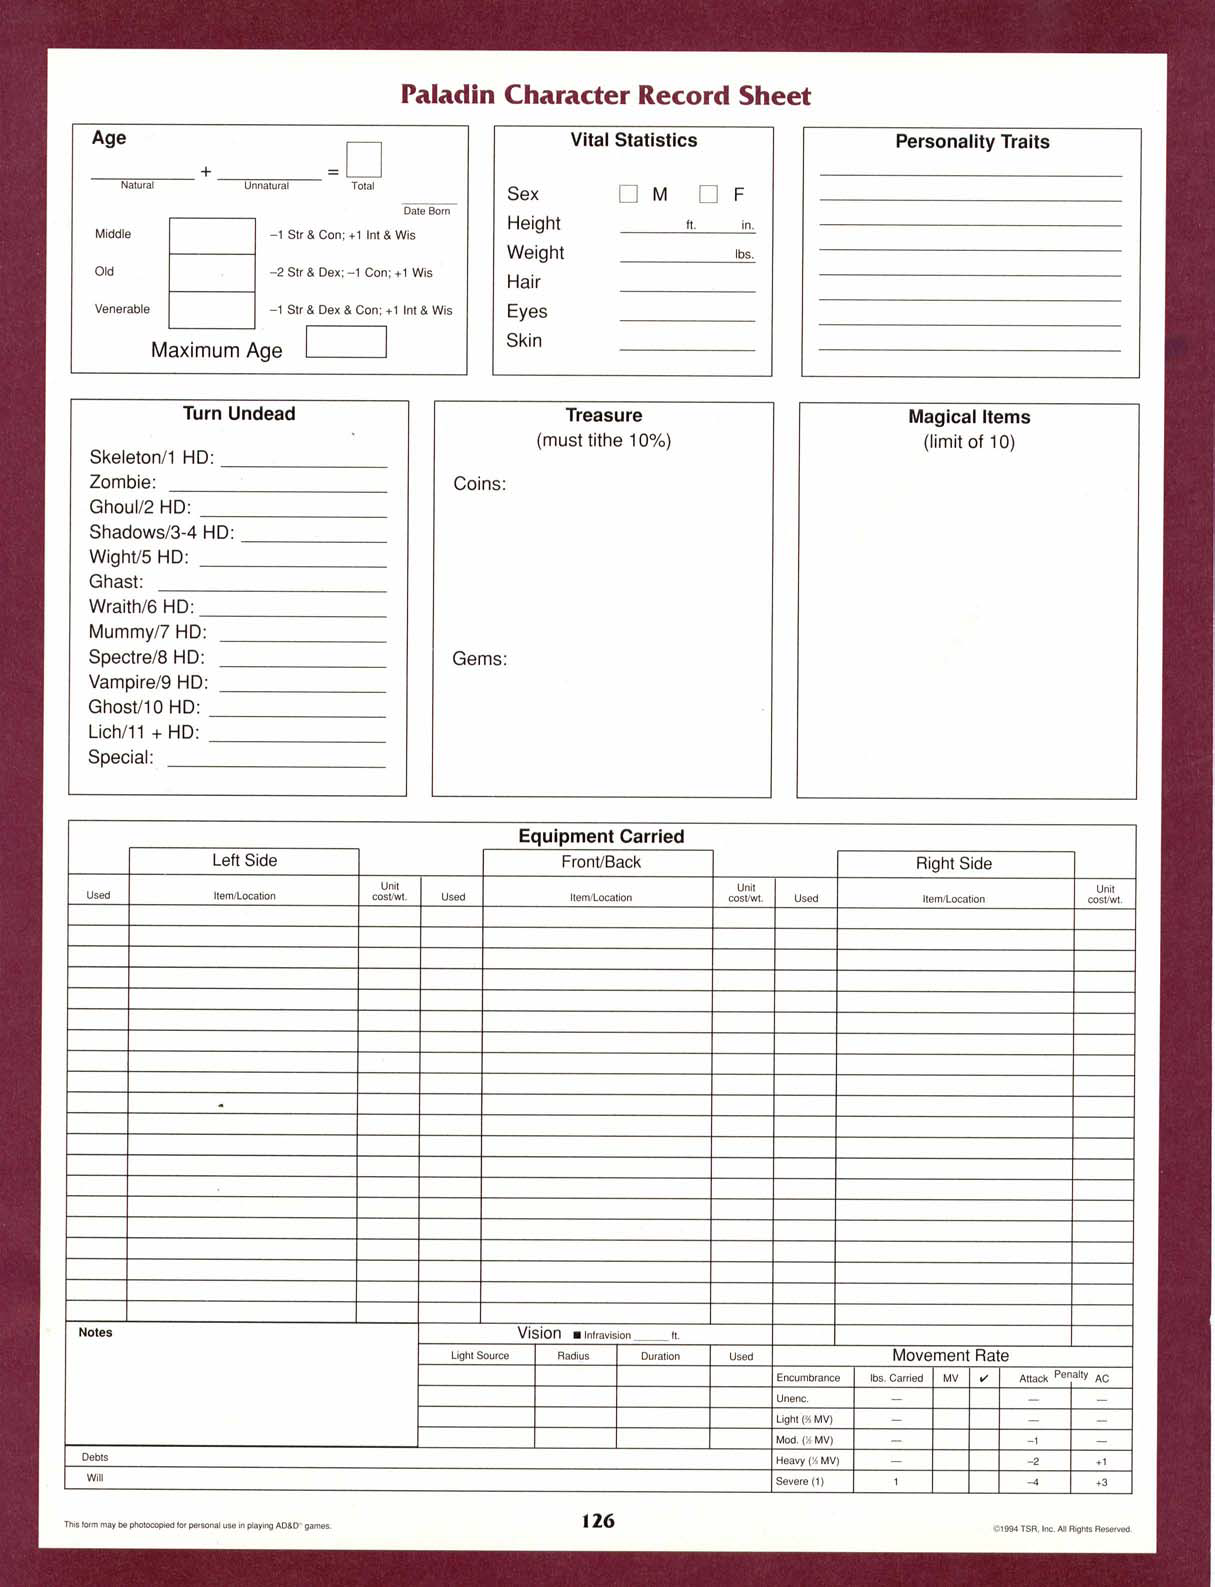 Paladin Character Record Sheet
Age
+ =
Natural Unnatural Total
Date Born
Middle –1 Str & Con; +1 Int & Wis
Old –2 Str & Dex; –1 Con; +1 Wis
Venerable –1 Str & Dex & Con; +1 Int & Wis
Maximum Age
Vital Statistics
Sex M F
Height ft. in.
Weight lbs.
Hair
Eyes
Skin
Personality Traits
Turn Undead
Skeleton/1 HD:
Zombie:
Ghoul/2 HD:
Shadows/3-4 HD:
Wight/5 HD:
Ghast:
Wraith/6 HD:
Mummy/7 HD:
Spectre/8 HD:
Vampire/9 HD:
Ghost/10 HD:
Lich/11 + HD:
Special:
Treasure
(must tithe 10%)
Coins:
Gems:
Magical Items
(limit of 10)
Equipment Carried
Left Side Front/Back Right Side
Used Item/Location Unit cost/wt. Used Item/Location Unit cost/wt. Used Item/Location Unit cost/wt.
Notes
Debts
Will
Vision ■ Infravision ft.
Light Source Radius Duration Used
Movement Rate
Encumbrance lbs. Carried MV ✓ Attack Penalty AC
Unenc. — — —
Light ( MV) — — —
Mod. ( MV) — –1 —
Heavy ( MV) — –2 +1
Severe (1) 1 –4 +3
This form may be photocopied for personal use in playing AD&D™ games.
126
©1994 TSR, Inc. All Rights Reserved.